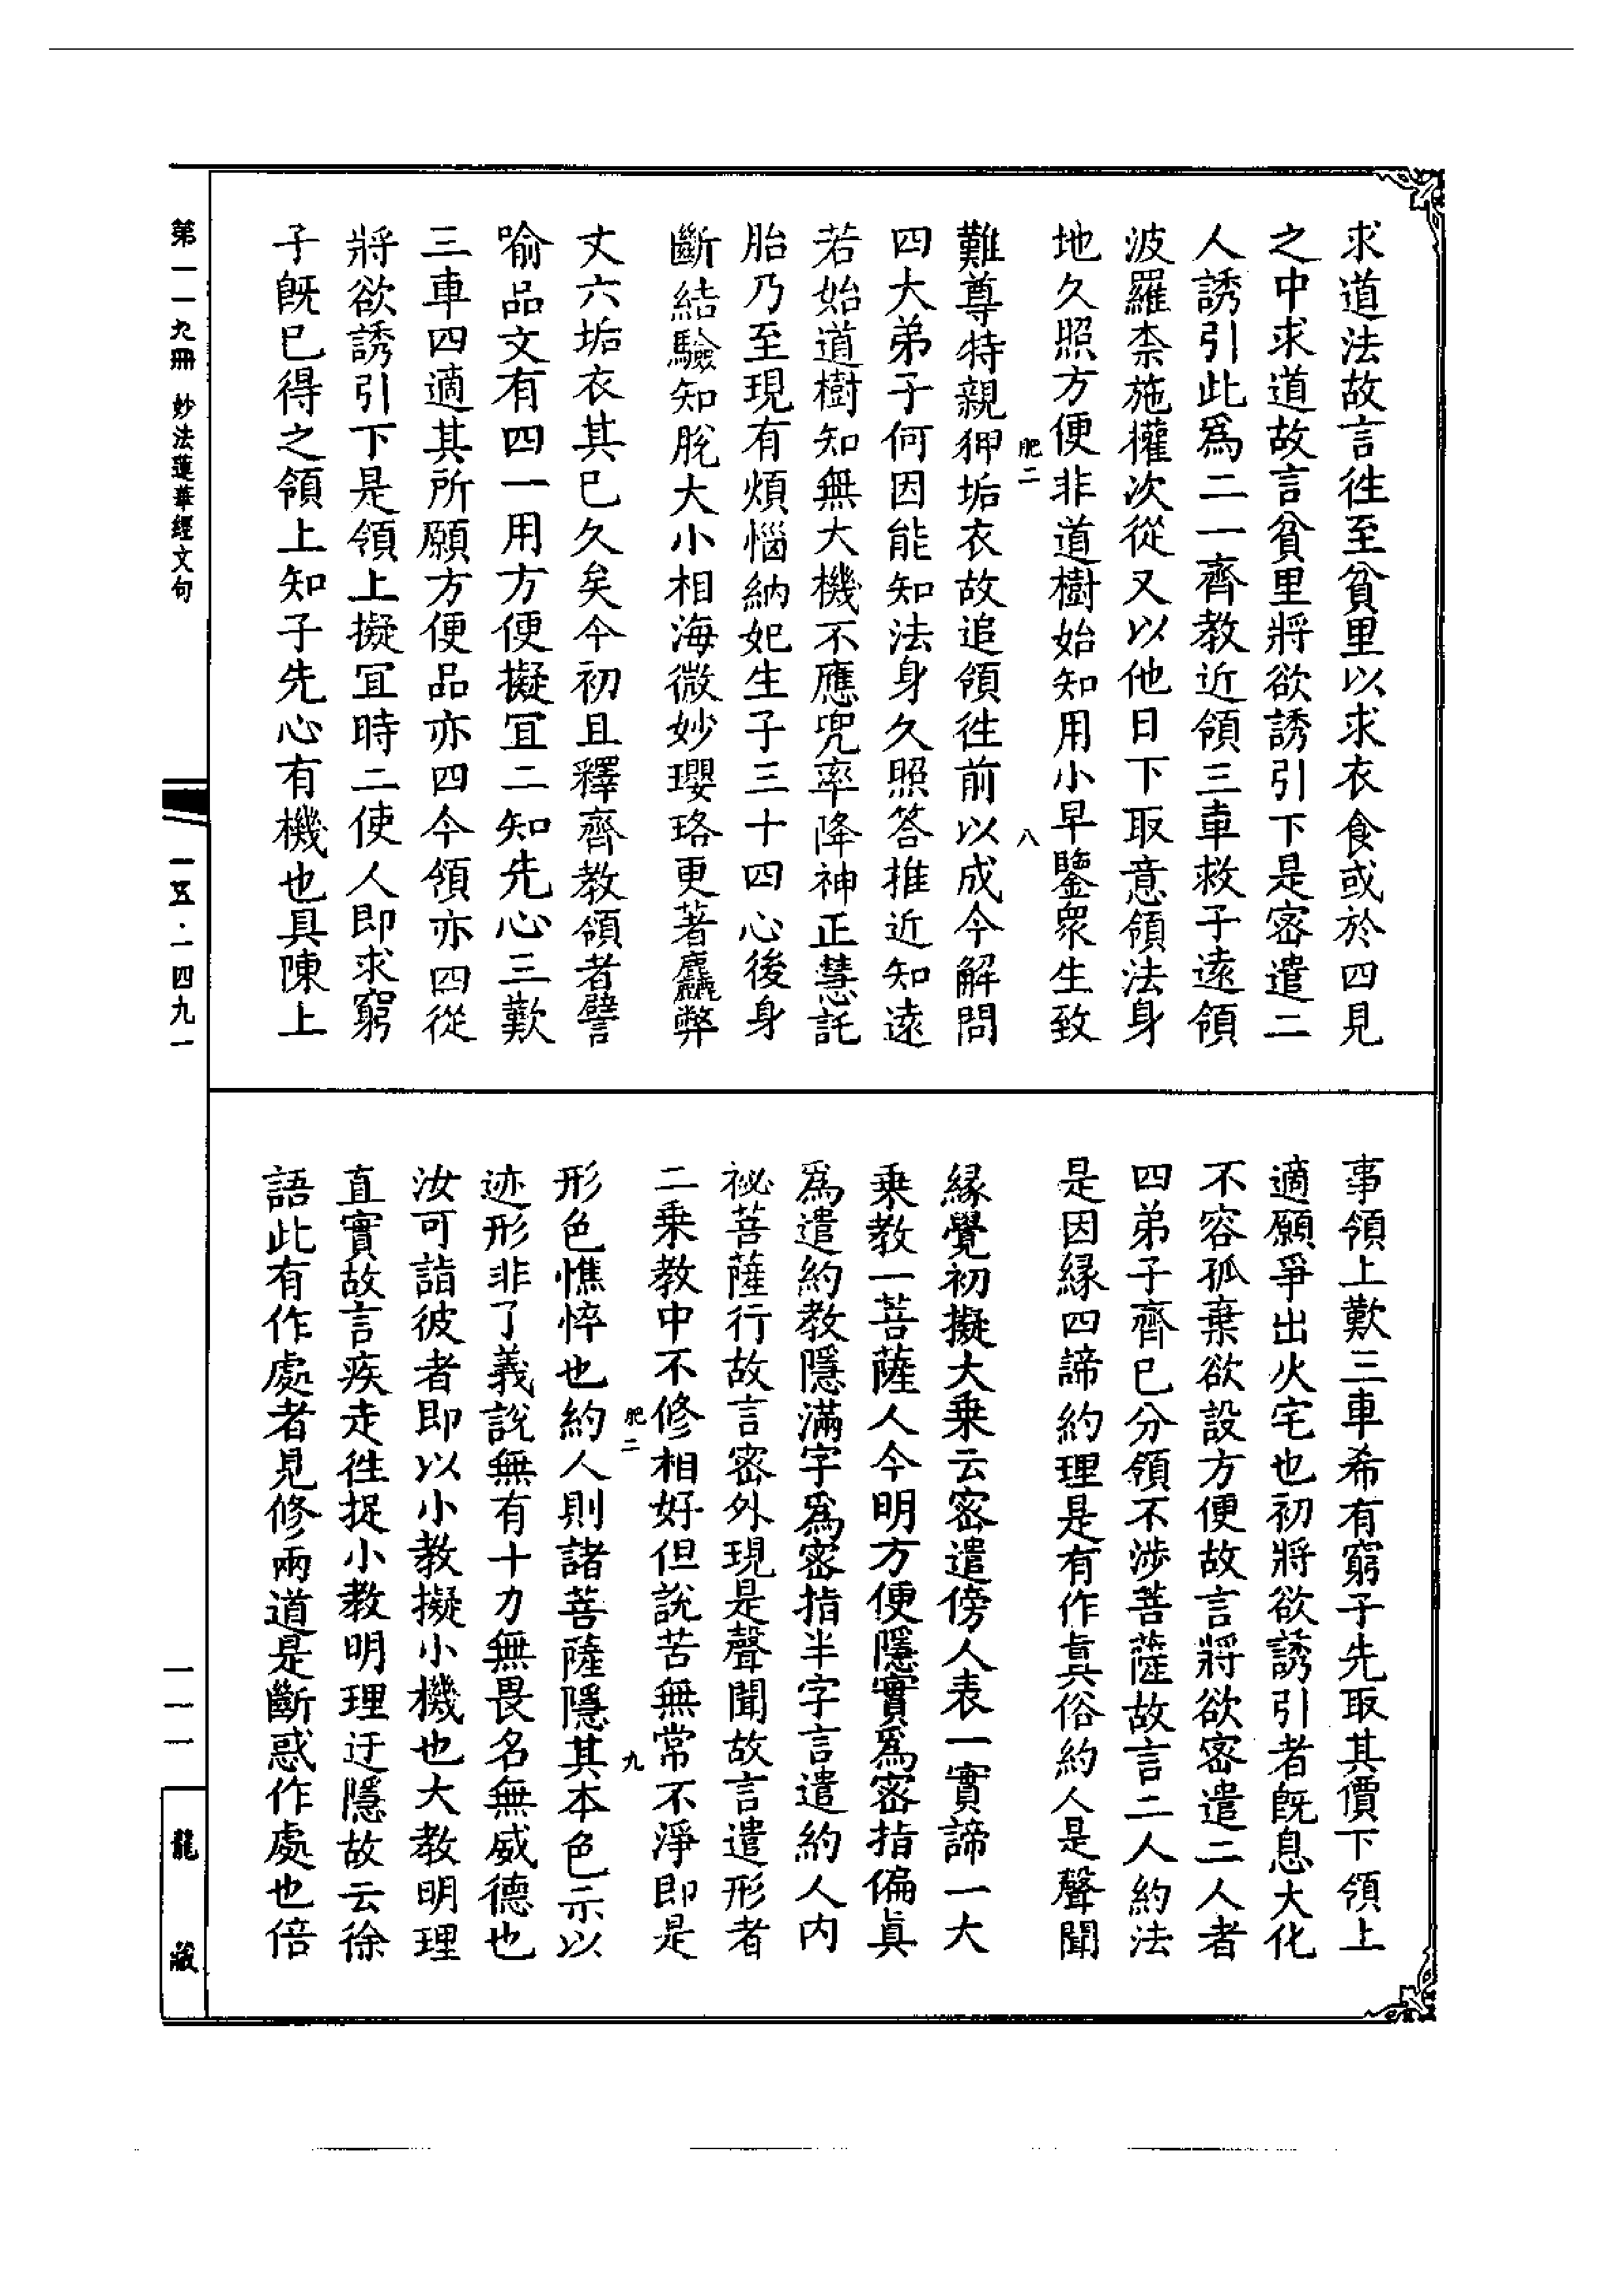 求道法故言往至貧里以求求衣食或於四見
之中求道故言貧里將欲誘引下是密遣二
人誘引此爲二一齊教近領三車救子遠領
波羅柰施權次從又以他日下取意領法身
地久照方便非道樹始知用小早鑒衆生致
肥二 八
難尊特親狎垢衣故追領往前以成今解問
四大弟子何因能知法身久照答推近知遠
若始道樹知無大機不應兜率降神正慧託
胎乃至現有煩惱納妃生子三十四心後身
斷結驗知脫大小相海微妙瓔珞更著麤弊
丈六垢衣其已久矣今初且釋齊教領者譬
喻品文有四一用方便擬宜二知先心三歎
三車四適其所願方便品亦四今領亦四從
將欲誘引下是領上擬宜時二使人即求窮
子旣已得之領上知子先心有機也具陳上
事領上歎三車希有窮子先取其價下領上
適願爭出火宅也初將欲誘引者旣息大化
不容孤棄欲設方便故言將欲密遣二人者
四弟子齊已分領不涉菩薩故言二人約法
是因緣四諦約理是有作眞俗約人是聲聞
緣覺初擬大乗云密遣傍人表一實諦一大
乗教一菩薩人今明方便隱實爲密指偏眞
爲遣約教隱滿字爲密指半字言遣約人內
祕菩薩行故言密外現是聲聞故言遣形者
二乗教中不修相好但說苦無常不淨即是
肥二 九
形色憔悴也約人則諸菩薩隱其本色示以
迹形非了義說無有十力無畏名無威德也
汝可詣彼者即以小教擬小機也大教明理
直實故言疾走往捉小教明理迂隱故云徐
語此有作處者見修兩道是斷惑作處也倍
第一一九冊 妙法蓮華經文句
一五·一四九一
一一一
龍藏